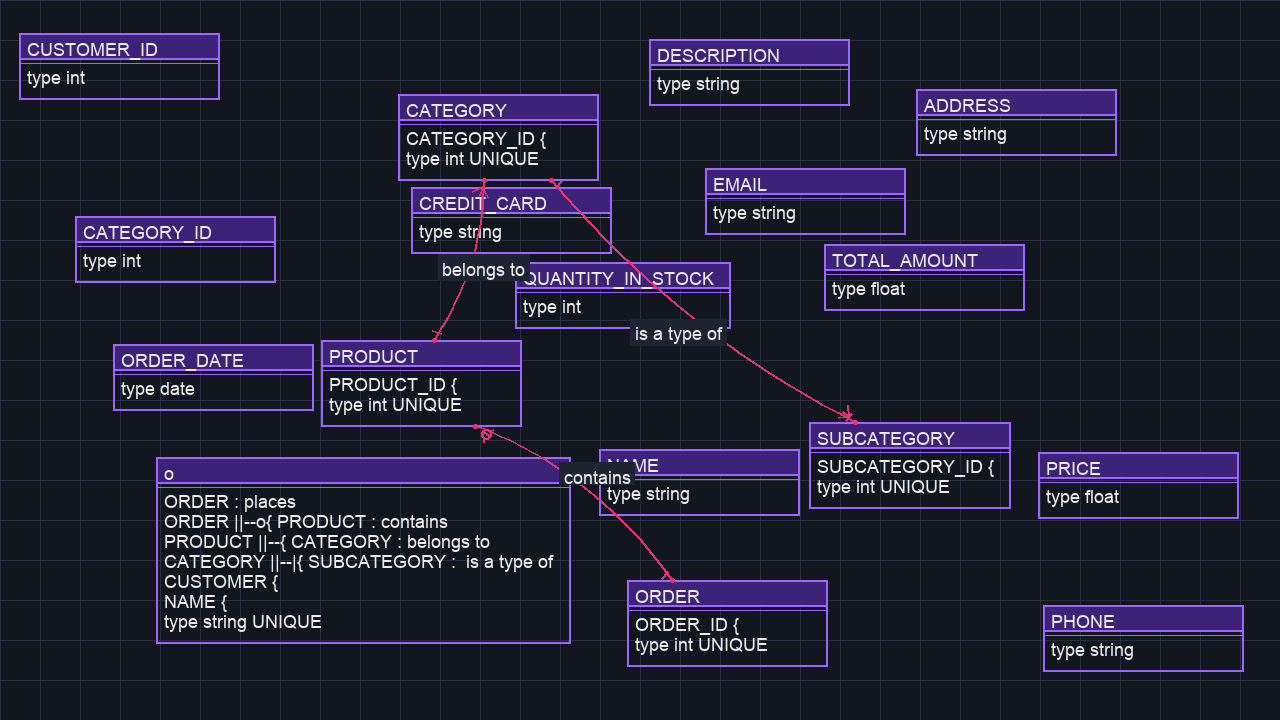 CUSTOMER_ID
type int
DESCRIPTION
type string
CATEGORY
CATEGORY_ID {
type int UNIQUE
ADDRESS
type string
EMAIL
type string
CREDIT_CARD
type string
CATEGORY_ID
type int
TOTAL_AMOUNT
type float
belongs to
QUANTITY_IN_STOCK
type int
is a type of
ORDER_DATE
type date
PRODUCT
PRODUCT_ID {
type int UNIQUE
SUBCATEGORY
SUBCATEGORY_ID {
type int UNIQUE
NAME
type string
contains
PRICE
type float
o
ORDER : places
ORDER ||--o{ PRODUCT : contains
PRODUCT ||--{ CATEGORY : belongs to
CATEGORY ||--|{ SUBCATEGORY :  is a type of
CUSTOMER {
NAME {
type string UNIQUE
ORDER
ORDER_ID {
type int UNIQUE
PHONE
type string